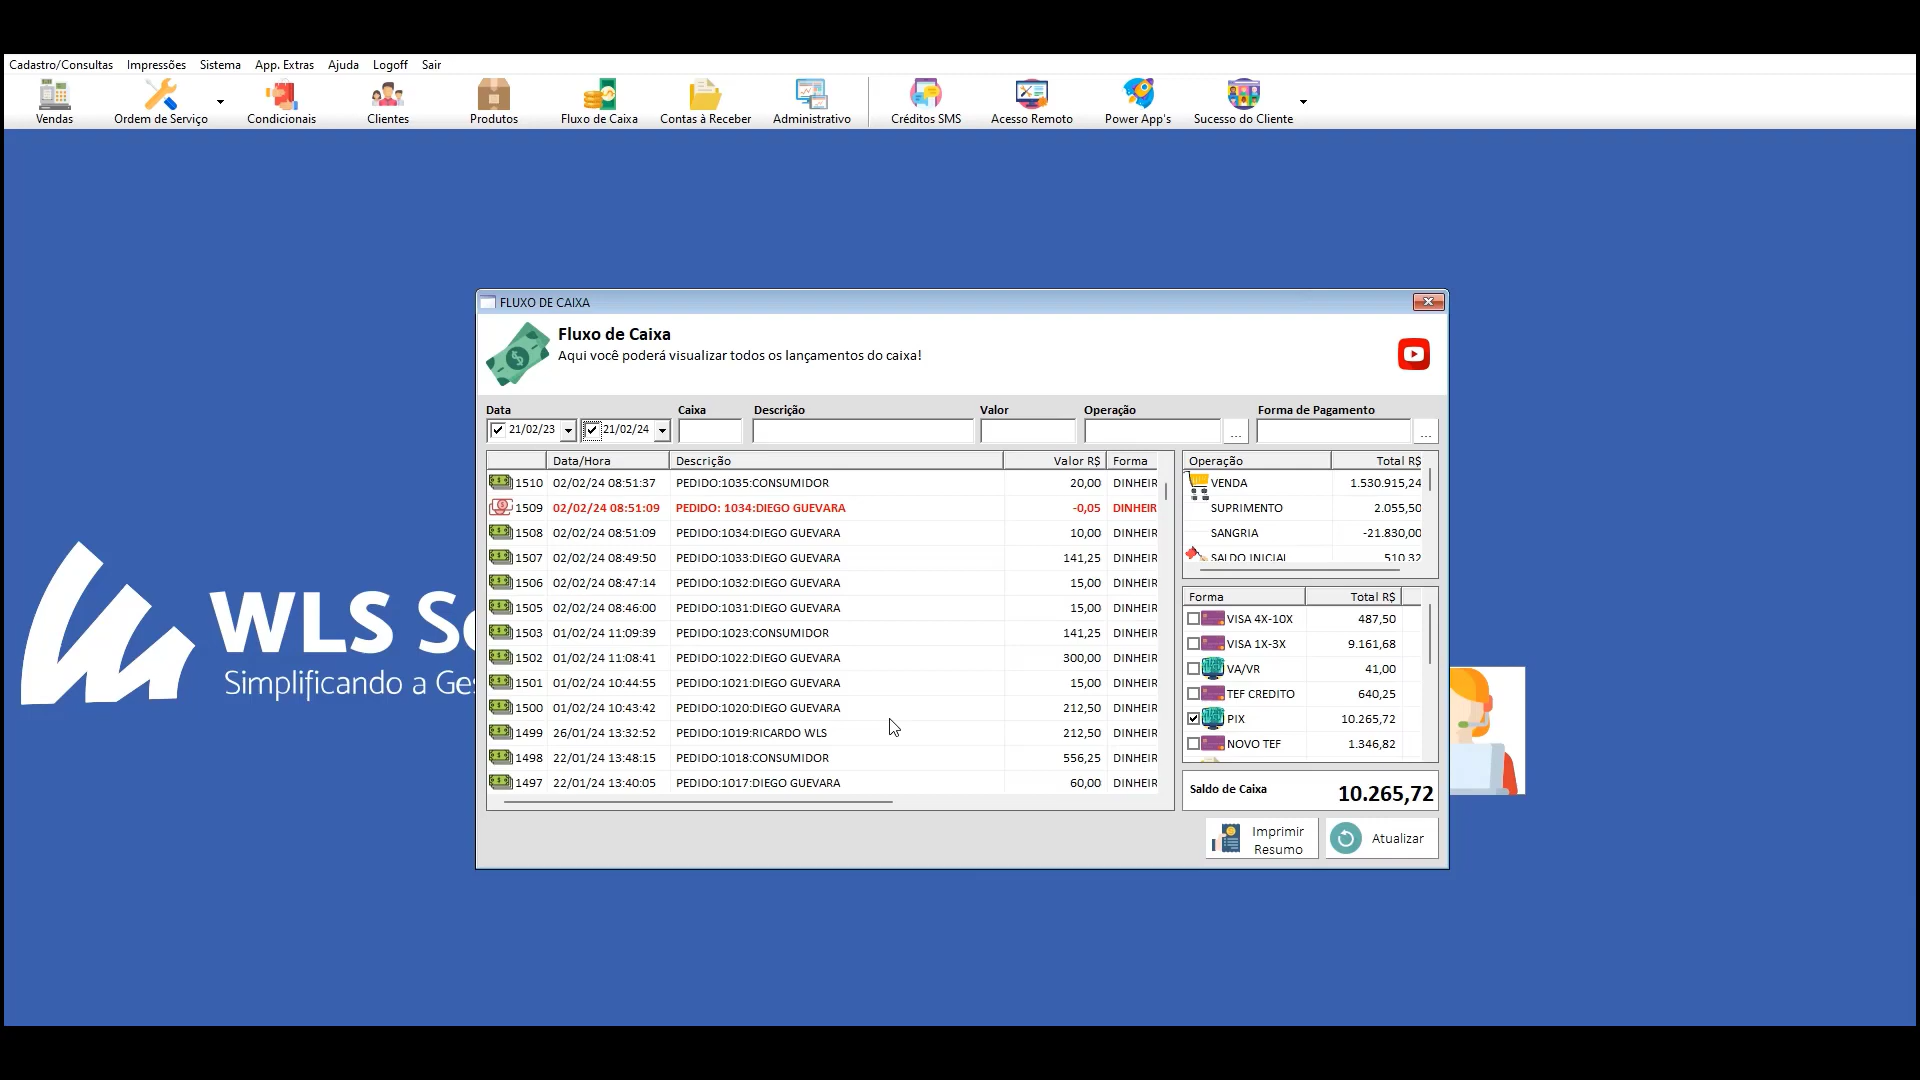 Cadastro/Consultas Impressões Sistema App. Extras Ajuda Logoff Sair
Vendas Ordem de Serviço Condicionais Clientes Produtos Fluxo de Caixa Contas à Receber Administrativo Créditos SMS Acesso Remoto Power App's Sucesso do Cliente
FLUXO DE CAIXA
Fluxo de Caixa
Aqui você poderá visualizar todos os lançamentos do caixa!
Data Caixa Descrição Valor Operação Forma de Pagamento
21/02/23 21/02/24 ... ...
Data/Hora Descrição Valor R$ Forma
1510 02/02/24 08:51:37 PEDIDO:1035:CONSUMIDOR 20,00 DINHEIR
1509 02/02/24 08:51:09 PEDIDO: 1034:DIEGO GUEVARA -0,05 DINHEIR
1508 02/02/24 08:51:09 PEDIDO:1034:DIEGO GUEVARA 10,00 DINHEIR
1507 02/02/24 08:49:50 PEDIDO:1033:DIEGO GUEVARA 141,25 DINHEIR
1506 02/02/24 08:47:14 PEDIDO:1032:DIEGO GUEVARA 15,00 DINHEIR
1505 02/02/24 08:46:00 PEDIDO:1031:DIEGO GUEVARA 15,00 DINHEIR
1503 01/02/24 11:09:39 PEDIDO:1023:CONSUMIDOR 141,25 DINHEIR
1502 01/02/24 11:08:41 PEDIDO:1022:DIEGO GUEVARA 300,00 DINHEIR
1501 01/02/24 10:44:55 PEDIDO:1021:DIEGO GUEVARA 15,00 DINHEIR
1500 01/02/24 10:43:42 PEDIDO:1020:DIEGO GUEVARA 212,50 DINHEIR
1499 26/01/24 13:32:52 PEDIDO:1019:RICARDO WLS 212,50 DINHEIR
1498 22/01/24 13:48:15 PEDIDO:1018:CONSUMIDOR 556,25 DINHEIR
1497 22/01/24 13:40:05 PEDIDO:1017:DIEGO GUEVARA 60,00 DINHEIR
Operação Total R$
VENDA 1.530.915,24
SUPRIMENTO 2.055,50
SANGRIA -21.830,00
SALDO INICIAL 510,32
Forma Total R$
VISA 4X-10X 487,50
VISA 1X-3X 9.161,68
VA/VR 41,00
TEF CREDITO 640,25
PIX 10.265,72
NOVO TEF 1.346,82
Saldo de Caixa 10.265,72
Imprimir Resumo
Atualizar
WLS So
Simplificando a Ges